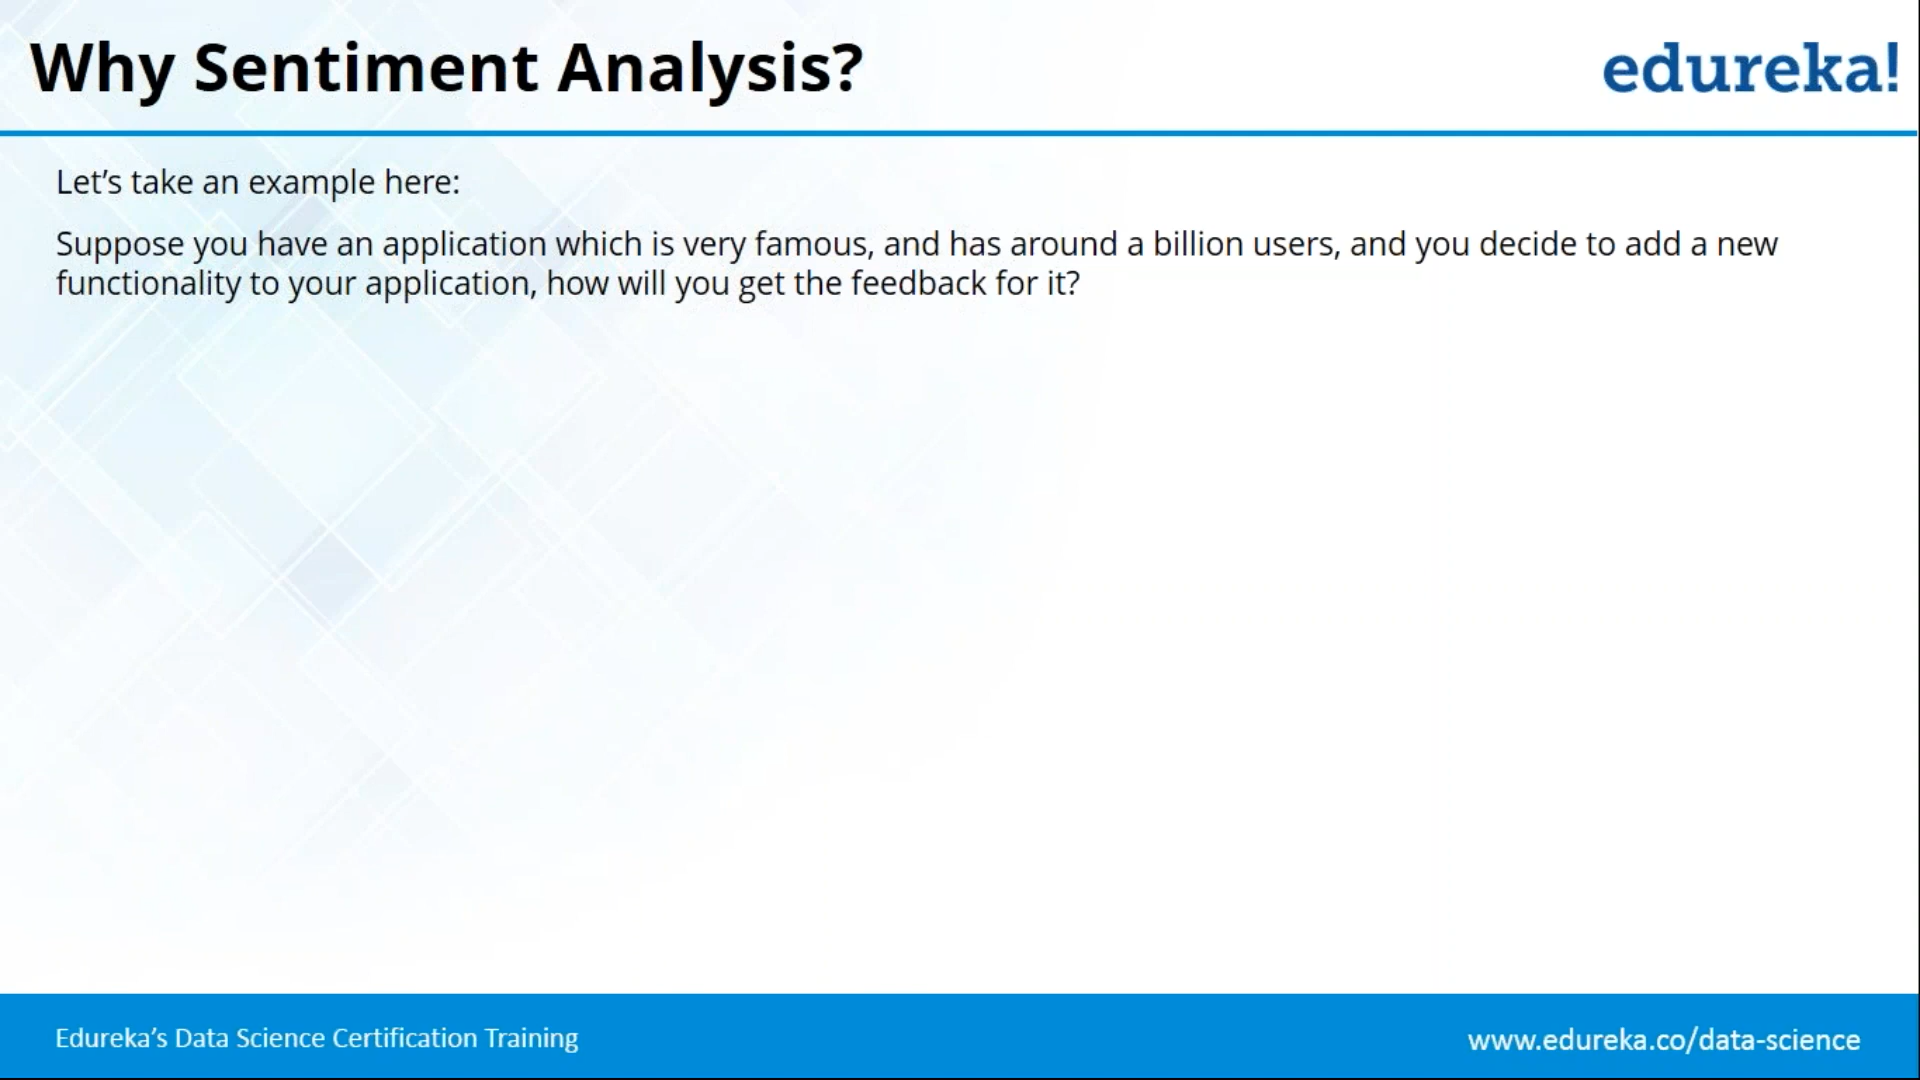 Why Sentiment Analysis?
edureka!
Let’s take an example here:
Suppose you have an application which is very famous, and has around a billion users, and you decide to add a new
functionality to your application, how will you get the feedback for it?
Edureka’s Data Science Certification Training
www.edureka.co/data-science